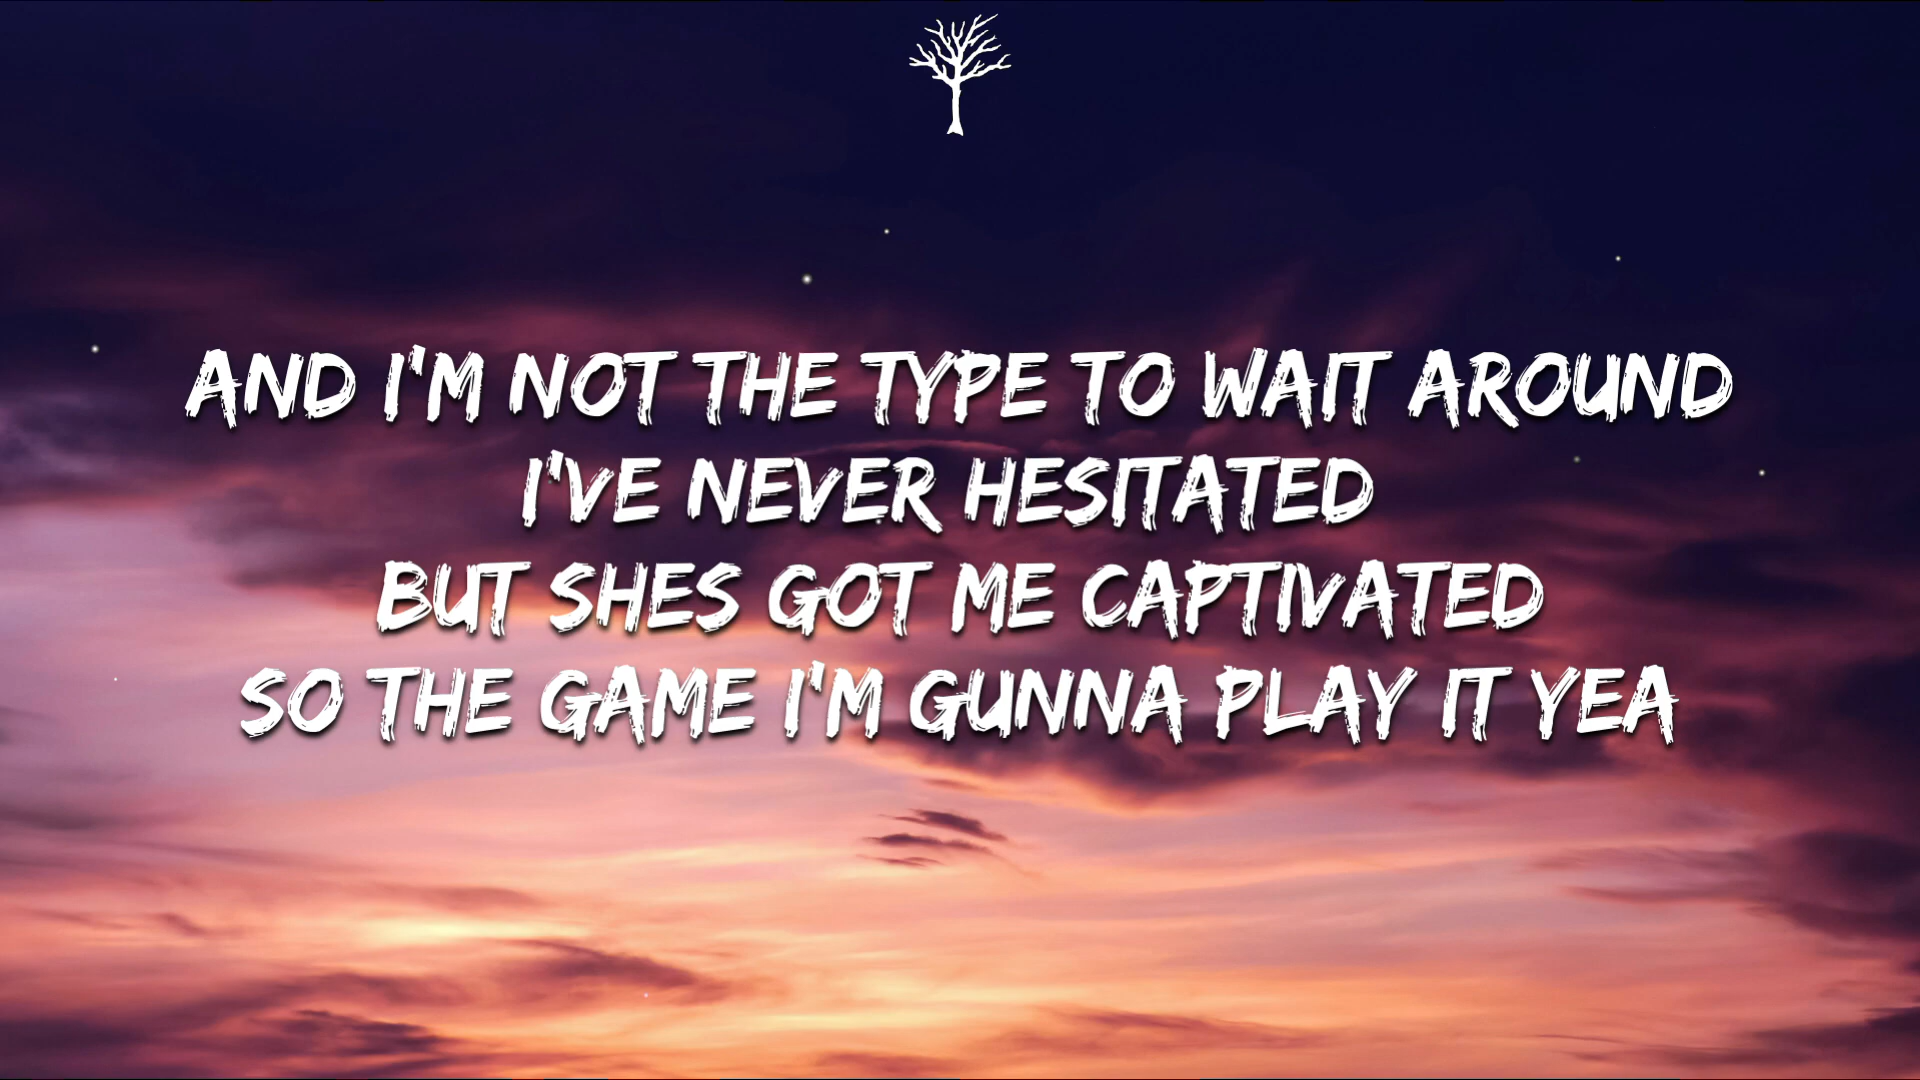 AND I'M NOT THE TYPE TO WAIT AROUND
I'VE NEVER HESITATED
BUT SHES GOT ME CAPTIVATED
SO THE GAME I'M GUNNA PLAY IT YEA